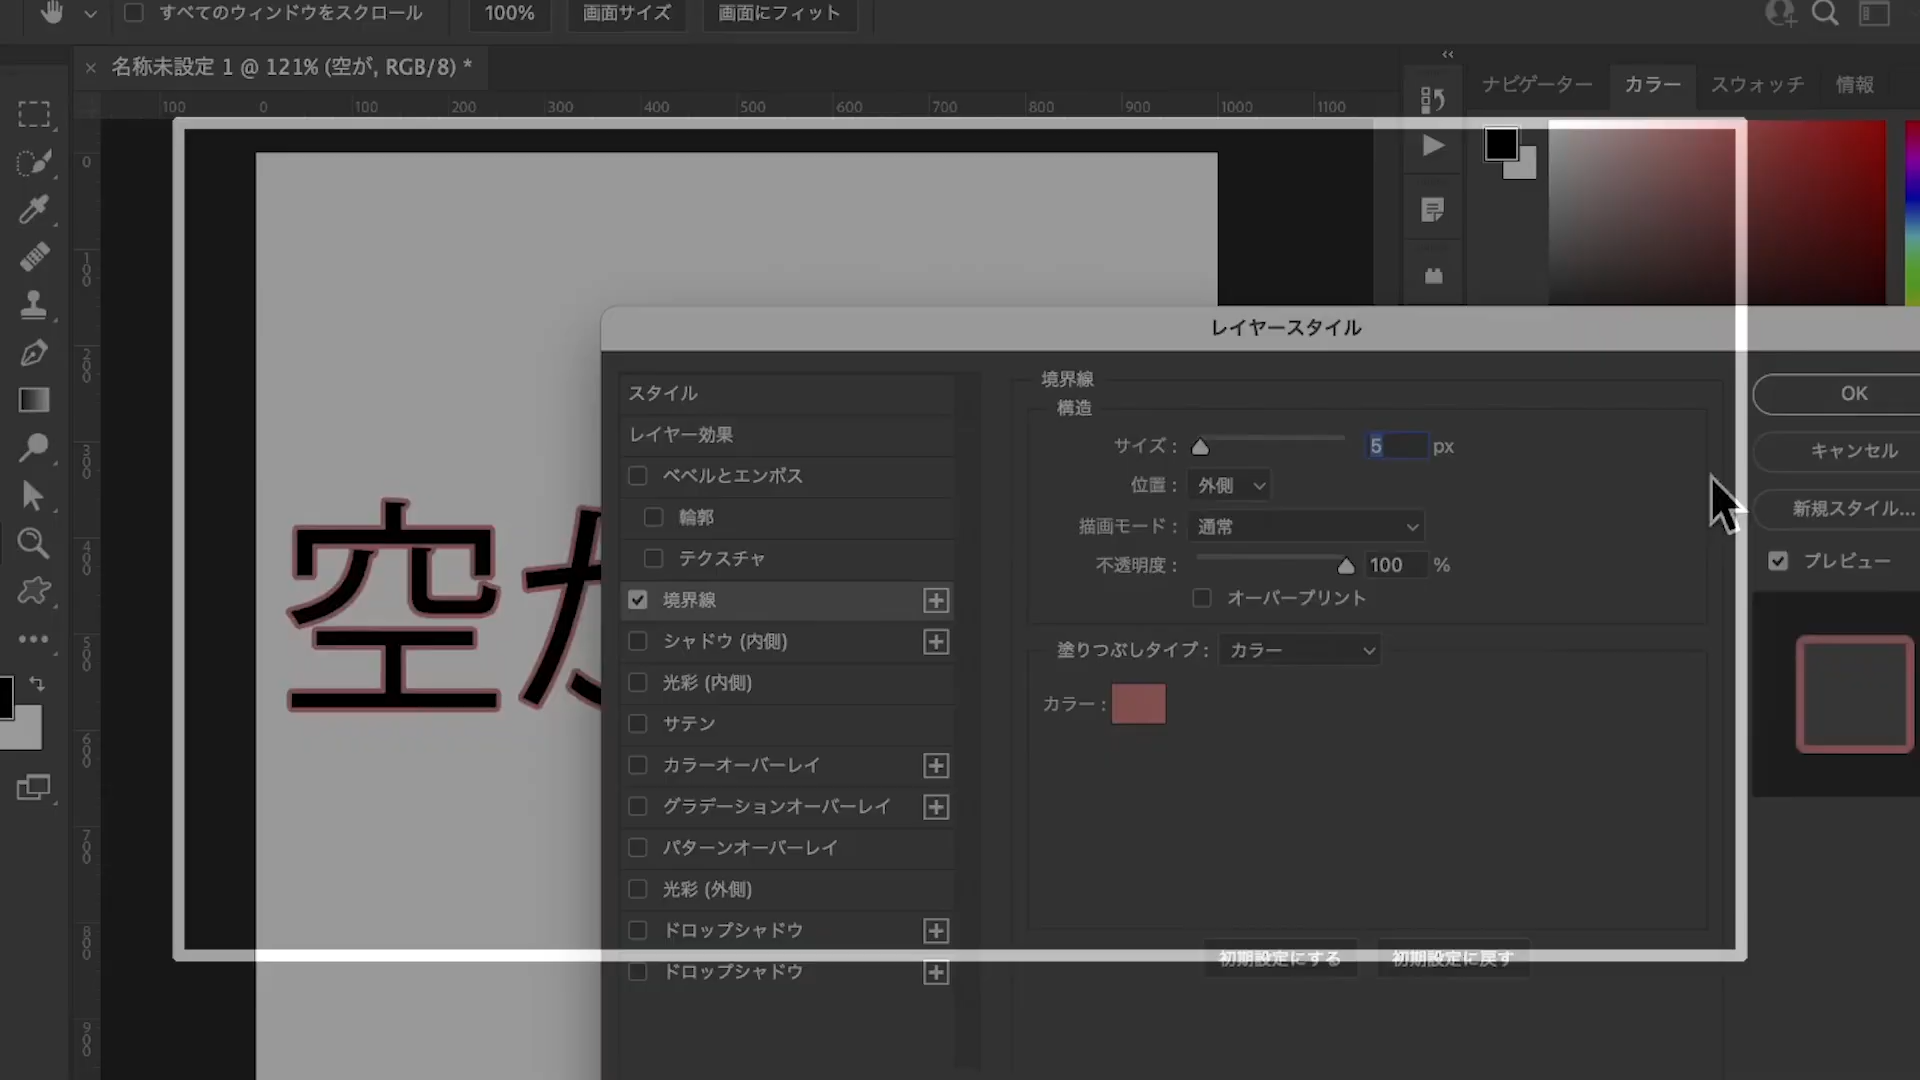 すべてのウィンドウをスクロール
100%
画面サイズ
画面にフィット
× 名称未設定 1 @ 121% (空が, RGB/8) *
ナビゲーター
カラー
スウォッチ
情報
100 0 100 200 300 400 500 600 700 800 900 1000 1100
0
100
200
300
400
500
600
700
800
900
空が
レイヤースタイル
スタイル
レイヤー効果
ベベルとエンボス
輪郭
テクスチャ
境界線
シャドウ (内側)
光彩 (内側)
サテン
カラーオーバーレイ
グラデーションオーバーレイ
パターンオーバーレイ
光彩 (外側)
ドロップシャドウ
ドロップシャドウ
境界線
構造
サイズ : 5 px
位置 : 外側
描画モード : 通常
不透明度 : 100 %
オーバープリント
塗りつぶしタイプ : カラー
カラー :
初期設定にする
初期設定に戻す
OK
キャンセル
新規スタイル...
プレビュー